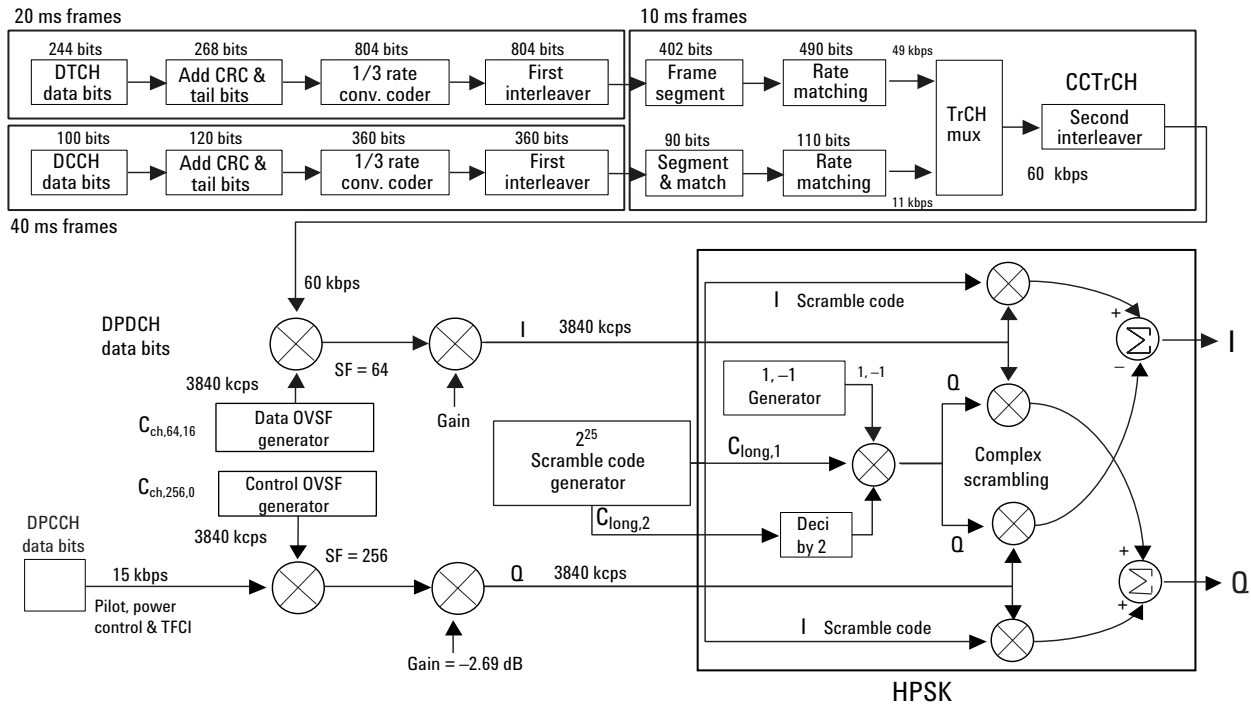 20 ms frames
10 ms frames
244 bits
268 bits
804 bits
804 bits
402 bits
490 bits
49 kbps
DTCH
data bits
Add CRC &
tail bits
1/3 rate
conv. coder
First
interleaver
Frame
segment
Rate
matching
TrCH
mux
CCTrCH
Second
interleaver
100 bits
120 bits
360 bits
360 bits
90 bits
110 bits
DCCH
data bits
Add CRC &
tail bits
1/3 rate
conv. coder
First
interleaver
Segment
& match
Rate
matching
11 kbps
60 kbps
40 ms frames
60 kbps
DPDCH
data bits
I 3840 kcps
SF = 64
3840 kcps
Gain
C_ch,64,16
Data OVSF
generator
C_ch,256,0
Control OVSF
generator
3840 kcps
DPCCH
data bits
15 kbps
Pilot, power
control & TFCI
SF = 256
Q 3840 kcps
Gain = –2.69 dB
I Scramble code
1, –1
Generator
1, –1
2^25
Scramble code
generator
C_long,1
C_long,2
Deci
by 2
Q
Complex
scrambling
Q
I Scramble code
+
Σ
–
I
+
Σ
+
Q
HPSK